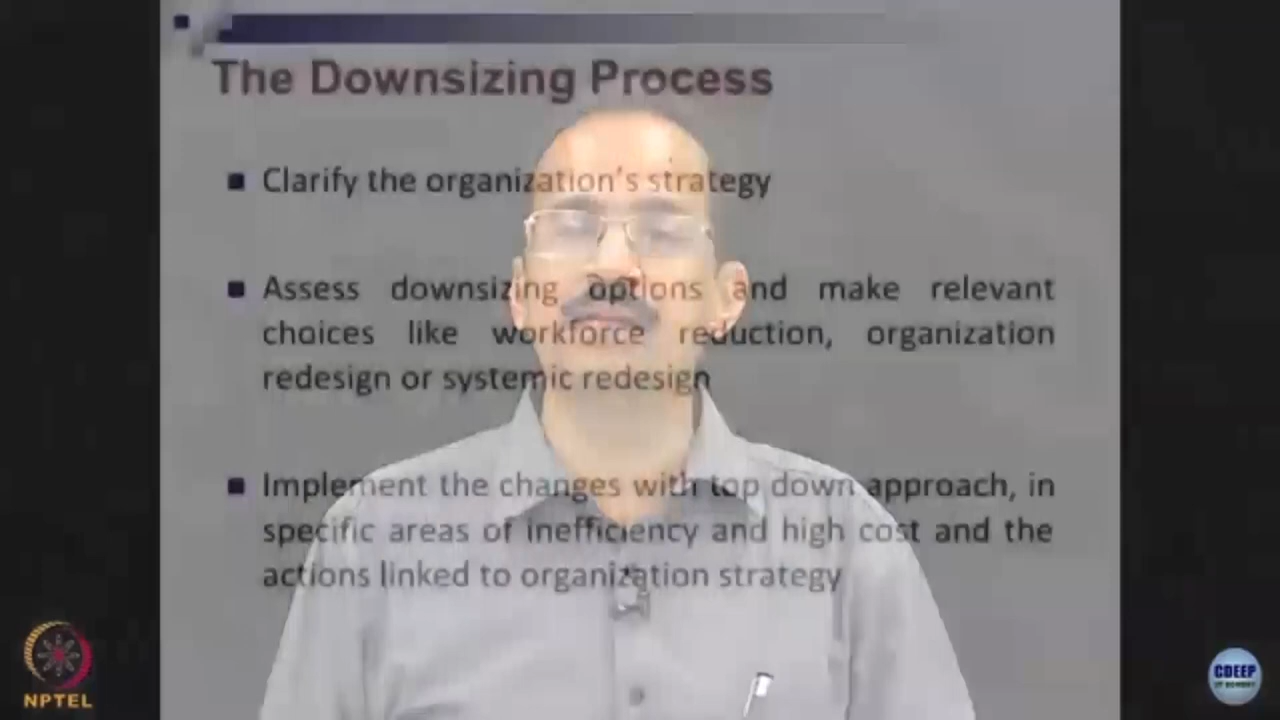 The Downsizing Process
Clarify the organization's strategy
Assess downsizing options and make relevant
choices like workforce reduction, organization
redesign or systemic redesign
Implement the changes with top down approach, in
specific areas of inefficiency and high cost and the
actions linked to organization strategy
NPTEL
CDEEP
IIT BOMBAY